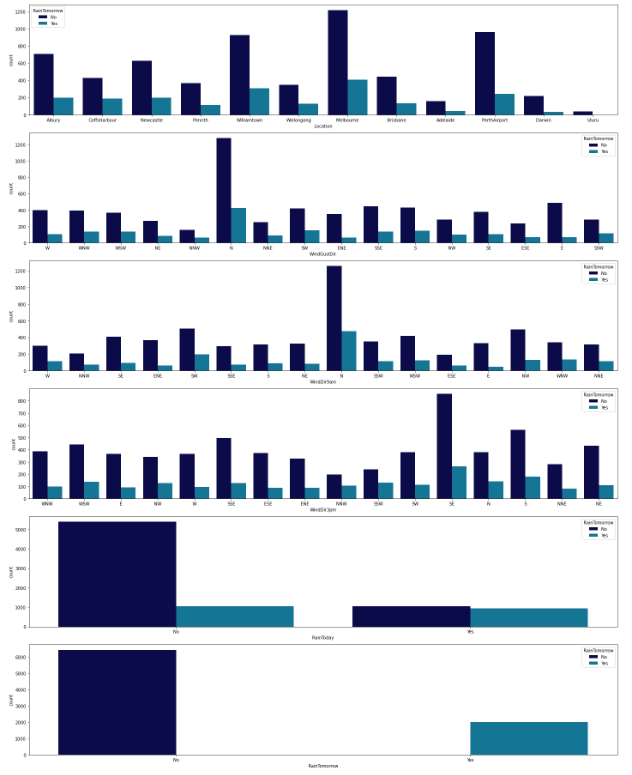 RainTomorrow
No
Yes
1200
1000
800
600
400
200
0
count
Albury CoffsHarbour Newcastle Penrith Williamtown Wollongong Melbourne Brisbane Adelaide PerthAirport Darwin Uluru
Location
RainTomorrow
No
Yes
1200
1000
800
600
400
200
0
count
W WNW WSW NE NNW N NNE SW ENE SSE S NW SE ESE E SSW
WindGustDir
RainTomorrow
No
Yes
1200
1000
800
600
400
200
0
count
W NNW SE ENE SW SSE S NE N SSW WSW ESE E NW WNW NNE
WindDir9am
RainTomorrow
No
Yes
800
700
600
500
400
300
200
100
0
count
WNW WSW E NW W SSE ESE ENE NNW SSW SW SE N S NNE NE
WindDir3pm
RainTomorrow
No
Yes
5000
4000
3000
2000
1000
0
count
No Yes
RainToday
RainTomorrow
No
Yes
6000
5000
4000
3000
2000
1000
0
count
No Yes
RainTomorrow